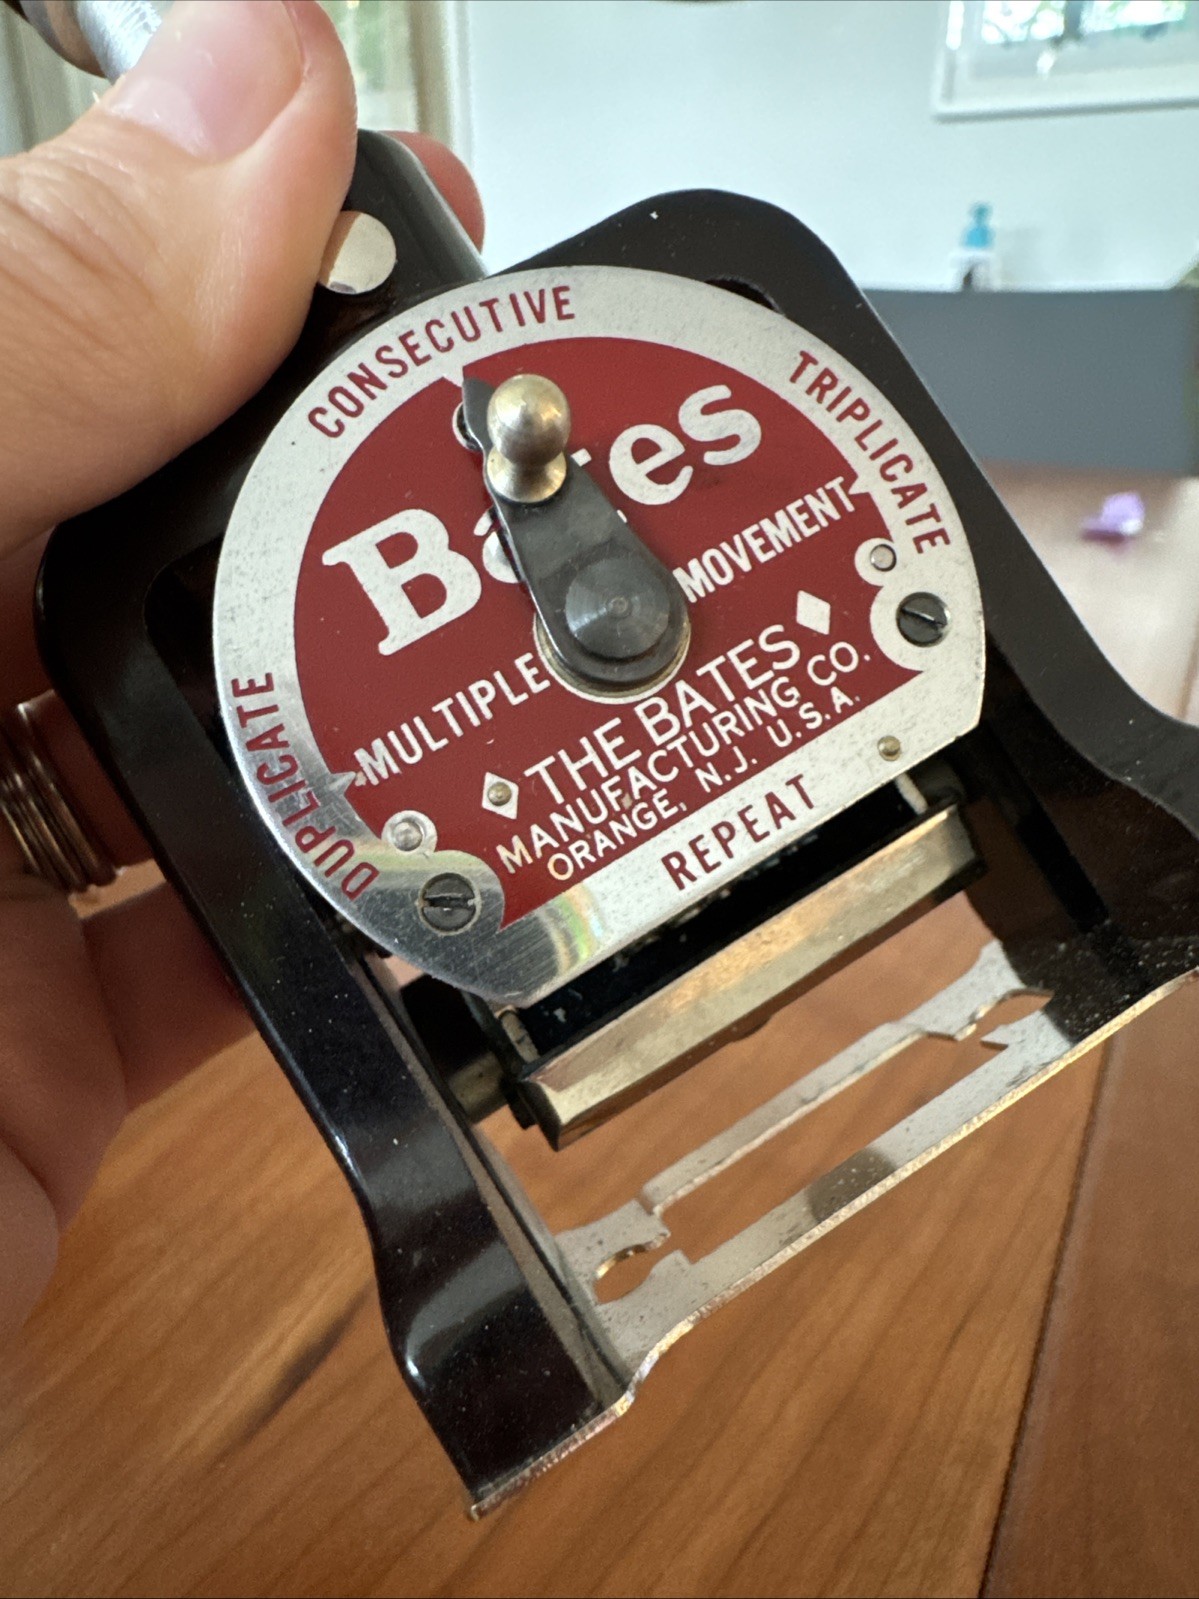 CONSECUTIVE
TRIPLICATE
DUPLICATE
Bates
MULTIPLE MOVEMENT
THE BATES
MANUFACTURING CO.
ORANGE, N.J. U.S.A.
REPEAT